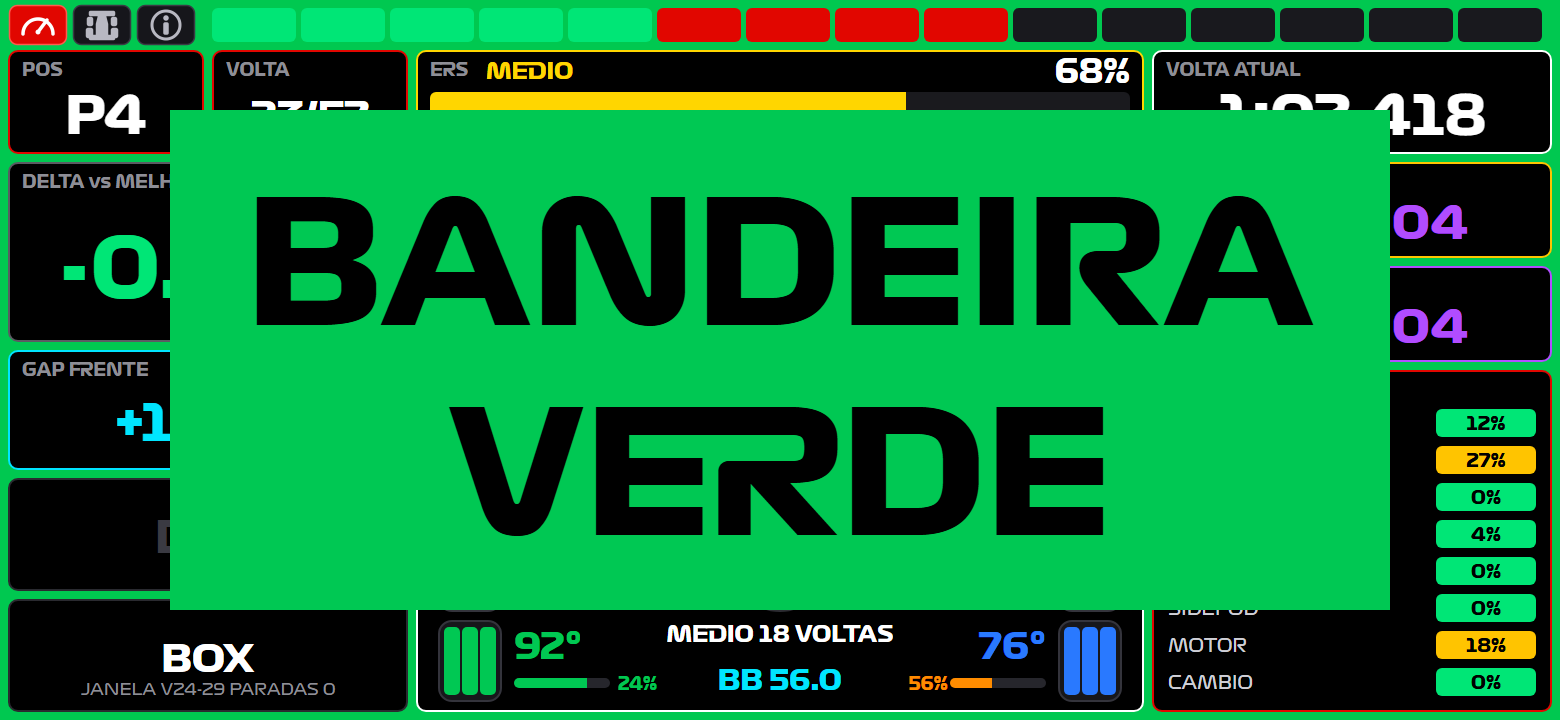 POS
P4
VOLTA
ERS MEDIO 68%
VOLTA ATUAL
418
DELTA vs
-0.
04
BANDEIRA
VERDE
04
GAP FRENTE
+1
12%
27%
0%
4%
0%
0%
BOX
JANELA V24-29 PARADAS 0
92°
24%
MEDIO 18 VOLTAS
BB 56.0
76°
56%
MOTOR 18%
CAMBIO 0%